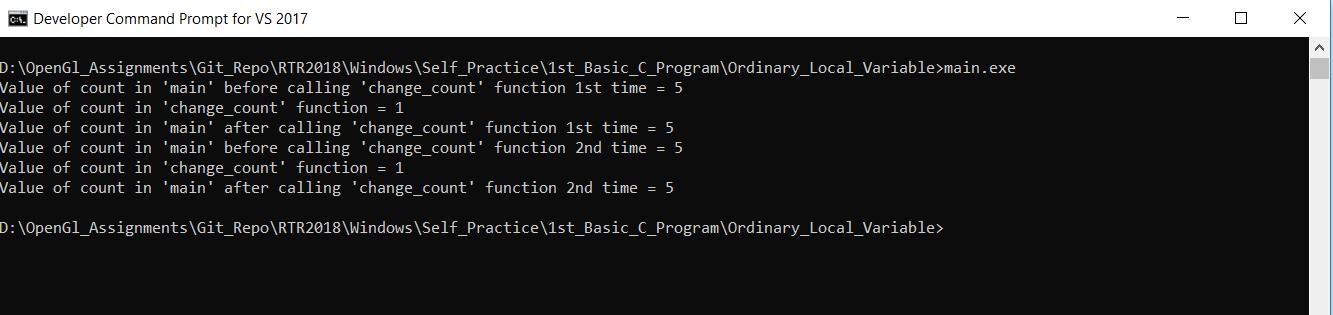 Developer Command Prompt for VS 2017
D:\OpenGl_Assignments\Git_Repo\RTR2018\Windows\Self_Practice\1st_Basic_C_Program\Ordinary_Local_Variable>main.exe
Value of count in 'main' before calling 'change_count' function 1st time = 5
Value of count in 'change_count' function = 1
Value of count in 'main' after calling 'change_count' function 1st time = 5
Value of count in 'main' before calling 'change_count' function 2nd time = 5
Value of count in 'change_count' function = 1
Value of count in 'main' after calling 'change_count' function 2nd time = 5
D:\OpenGl_Assignments\Git_Repo\RTR2018\Windows\Self_Practice\1st_Basic_C_Program\Ordinary_Local_Variable>